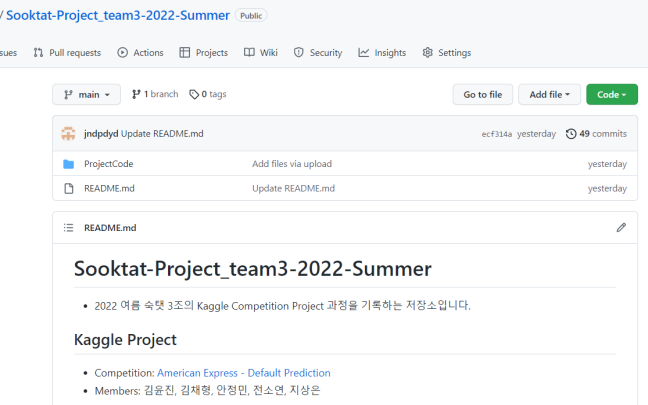 / Sooktat-Project_team3-2022-Summer Public
sues Pull requests Actions Projects Wiki Security Insights Settings
main 1 branch 0 tags Go to file Add file Code
jndpdyd Update README.md ecf314a yesterday 49 commits
ProjectCode Add files via upload yesterday
README.md Update README.md yesterday
README.md
Sooktat-Project_team3-2022-Summer
• 2022 여름 숙탯 3조의 Kaggle Competition Project 과정을 기록하는 저장소입니다.
Kaggle Project
• Competition: American Express - Default Prediction
• Members: 김윤진, 김채형, 안정민, 전소연, 지상은